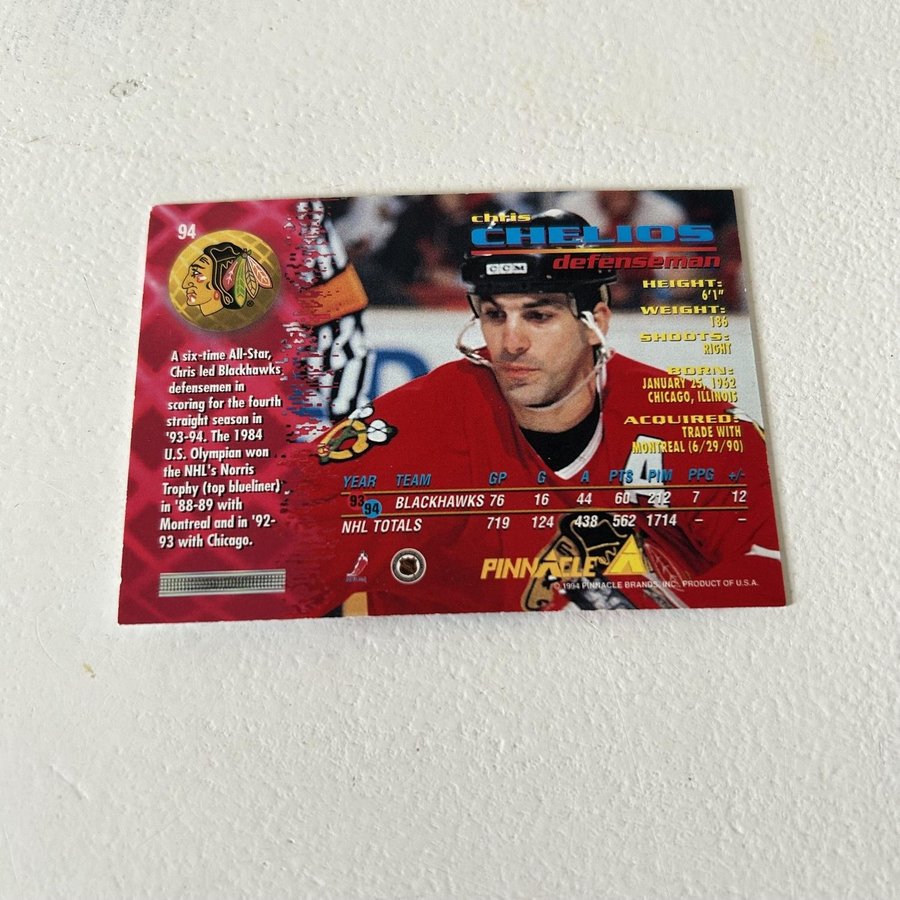 94
A six-time All-Star,
Chris led Blackhawks
defensemen in
scoring for the fourth
straight season in
'93-94. The 1984
U.S. Olympian won
the NHL's Norris
Trophy (top blueliner)
in '88-89 with
Montreal and in '92-
93 with Chicago.
chris
CHELIOS
defenseman
CCM
HEIGHT:
6'1"
WEIGHT:
186
SHOOTS:
RIGHT
BORN:
JANUARY 25, 1962
CHICAGO, ILLINOIS
ACQUIRED:
TRADE WITH
MONTREAL (6/29/90)
A
YEAR TEAM GP G A PTS PIM PPG +/-
93 94 BLACKHAWKS 76 16 44 60 212 7 12
NHL TOTALS 719 124 438 562 1714 – –
PINNACLE
© 1994 PINNACLE BRANDS, INC. PRODUCT OF U.S.A.